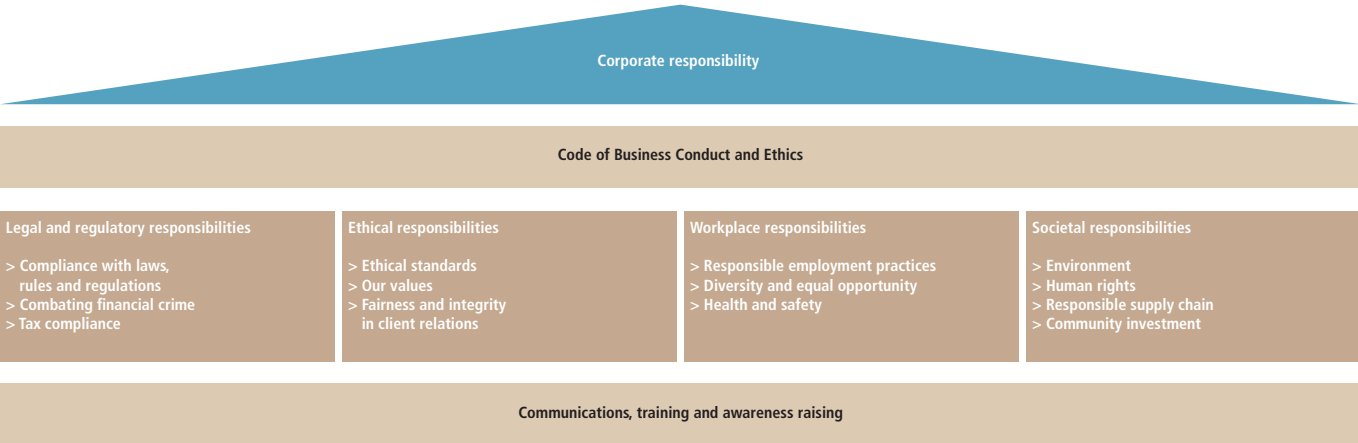 Corporate responsibility
Code of Business Conduct and Ethics
Legal and regulatory responsibilities
> Compliance with laws,
rules and regulations
> Combating financial crime
> Tax compliance
Ethical responsibilities
> Ethical standards
> Our values
> Fairness and integrity
in client relations
Workplace responsibilities
> Responsible employment practices
> Diversity and equal opportunity
> Health and safety
Societal responsibilities
> Environment
> Human rights
> Responsible supply chain
> Community investment
Communications, training and awareness raising